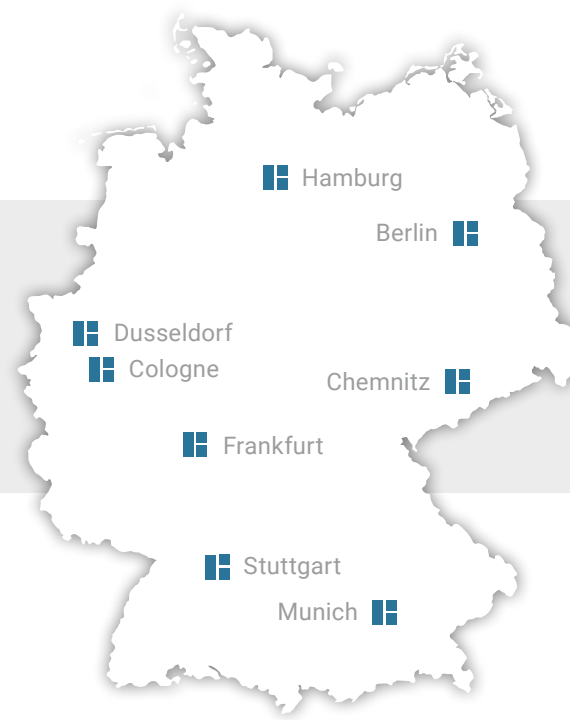 Hamburg
Berlin
Dusseldorf
Cologne
Chemnitz
Frankfurt
Stuttgart
Munich